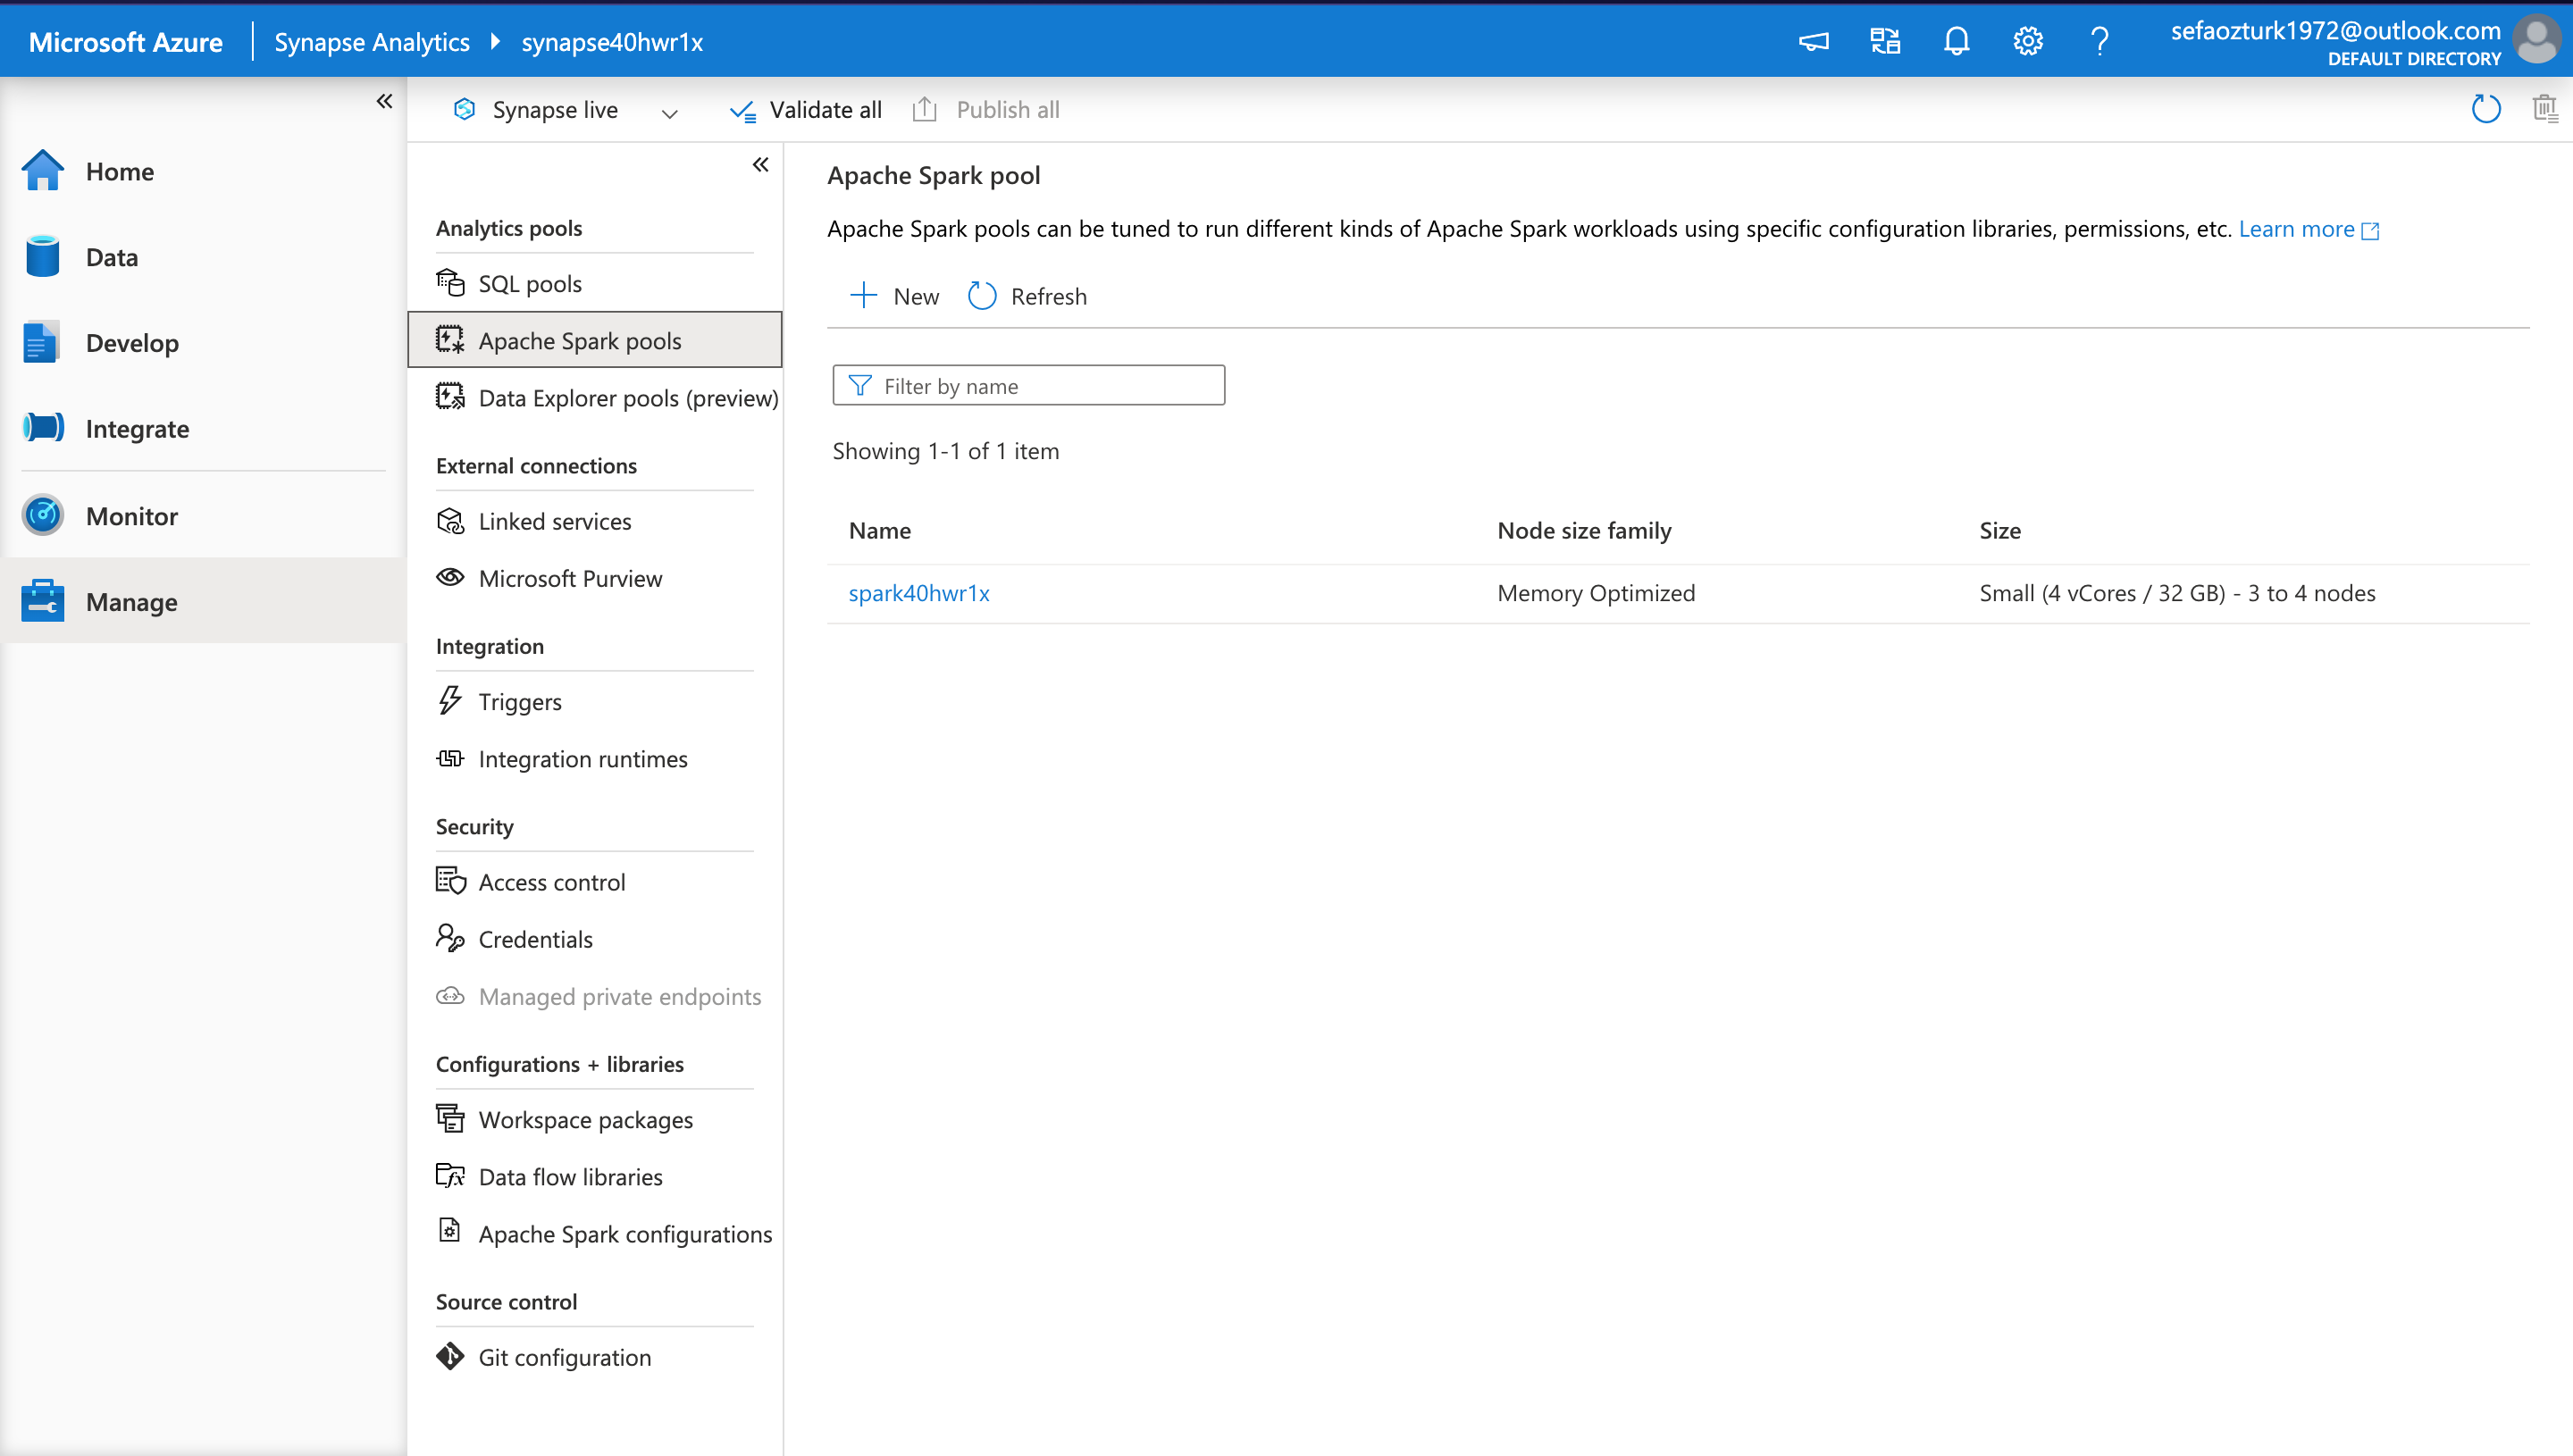 Microsoft Azure
Synapse Analytics
synapse40hwr1x
sefaozturk1972@outlook.com
DEFAULT DIRECTORY
Synapse live
Validate all
Publish all
Home
Data
Develop
Integrate
Monitor
Manage
Analytics pools
SQL pools
Apache Spark pools
Data Explorer pools (preview)
External connections
Linked services
Microsoft Purview
Integration
Triggers
Integration runtimes
Security
Access control
Credentials
Managed private endpoints
Configurations + libraries
Workspace packages
Data flow libraries
Apache Spark configurations
Source control
Git configuration
Apache Spark pool
Apache Spark pools can be tuned to run different kinds of Apache Spark workloads using specific configuration libraries, permissions, etc. Learn more
New
Refresh
Filter by name
Showing 1-1 of 1 item
Name Node size family Size
spark40hwr1x Memory Optimized Small (4 vCores / 32 GB) - 3 to 4 nodes